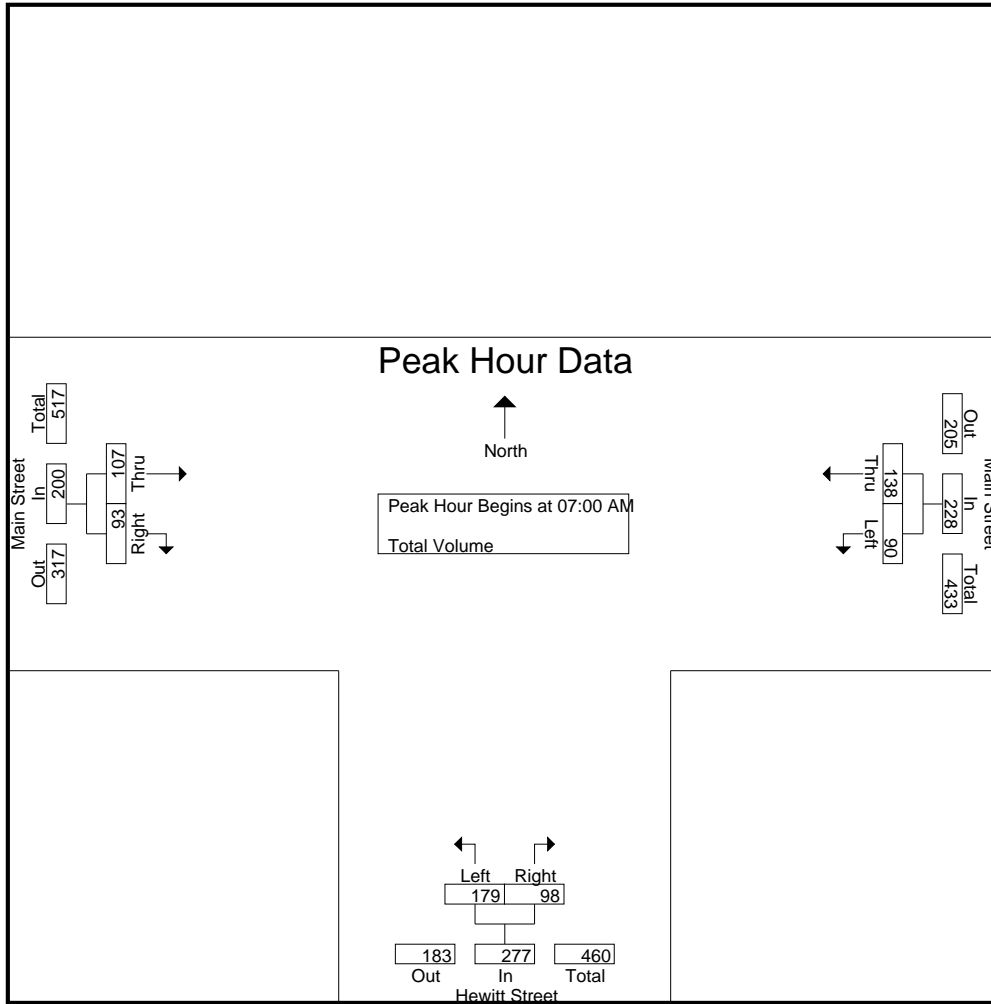 Peak Hour Data
North
Peak Hour Begins at 07:00 AM
Total Volume
Main Street
Total
517
In
200
Out
317
107
Thru
93
Right
Main Street
Out
205
In
228
Total
433
138
Thru
90
Left
Left Right
179 98
183 277 460
Out In Total
Hewitt Street